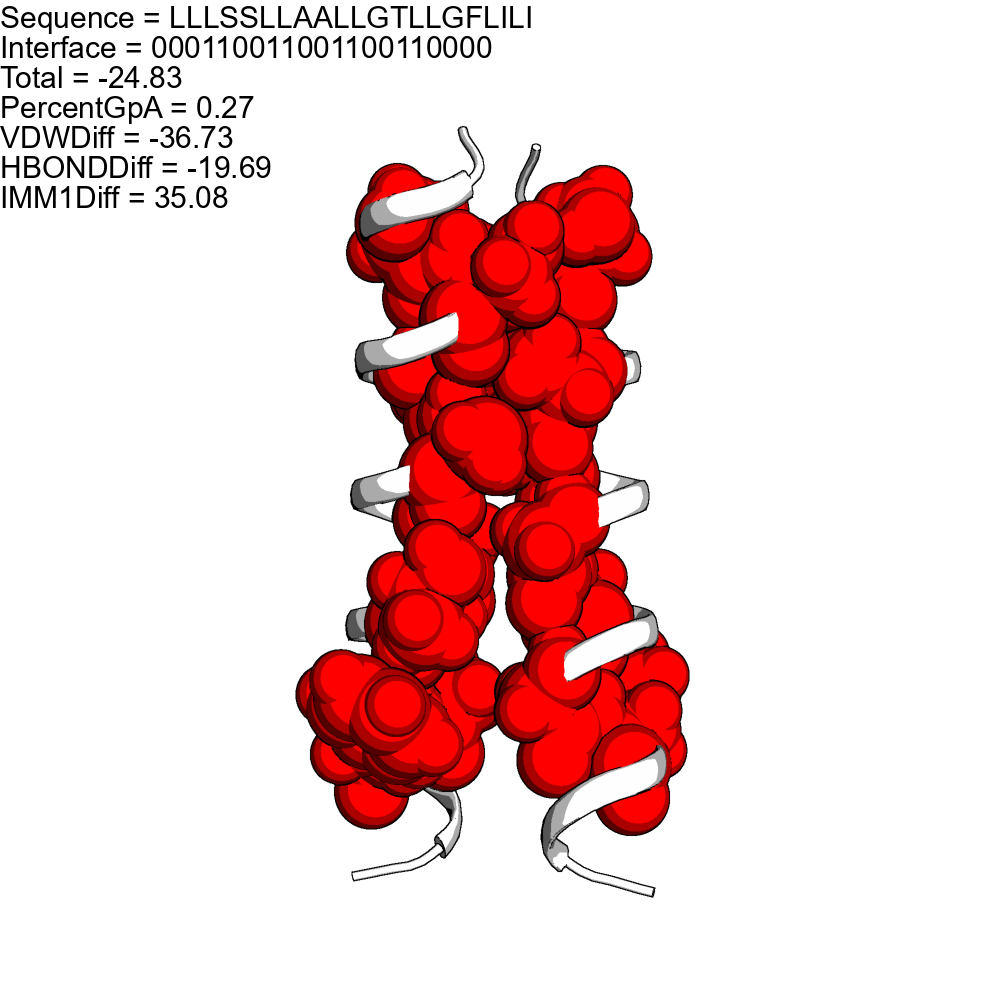 Sequence = LLLSSLLAALLGTLLGFLILI
Interface = 000110011001100110000
Total = -24.83
PercentGpA = 0.27
VDWDiff = -36.73
HBONDDiff = -19.69
IMM1Diff = 35.08